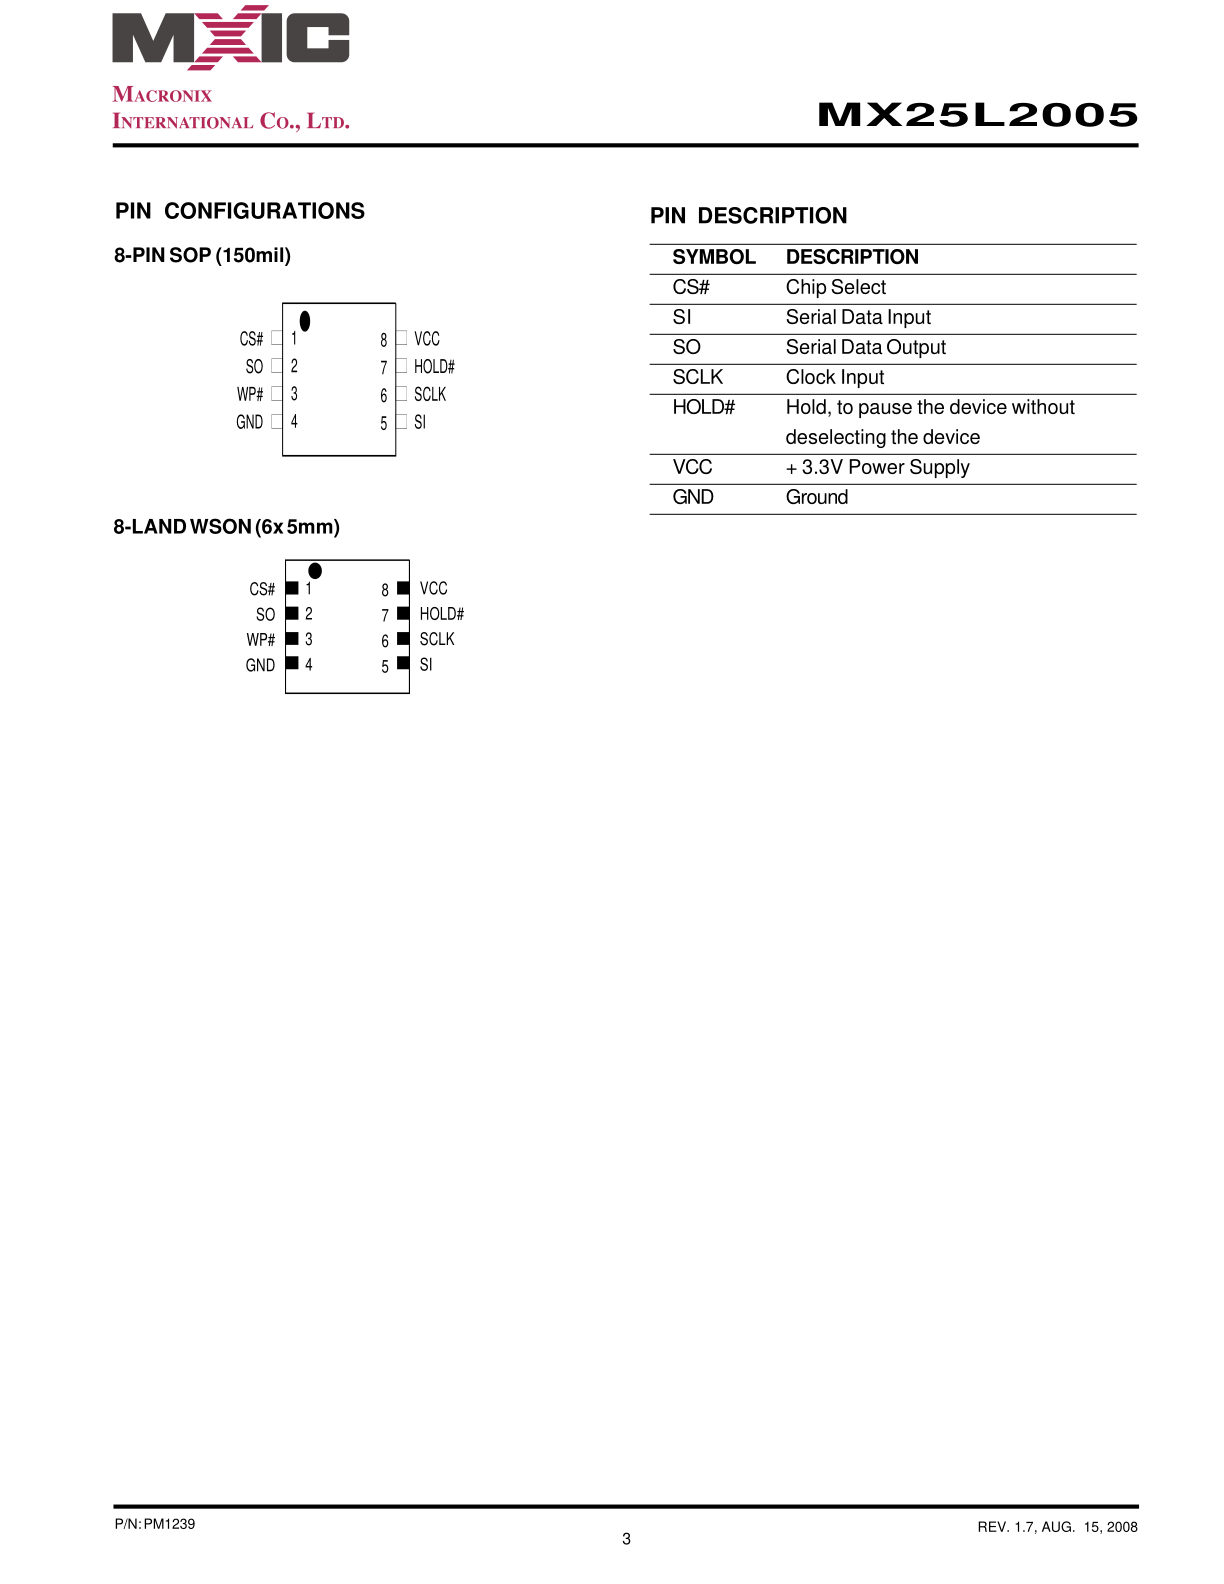 MXIC
MACRONIX
INTERNATIONAL CO., LTD.
MX25L2005
PIN CONFIGURATIONS
8-PIN SOP (150mil)
CS# 1 8 VCC
SO 2 7 HOLD#
WP# 3 6 SCLK
GND 4 5 SI
8-LAND WSON (6x 5mm)
CS# 1 8 VCC
SO 2 7 HOLD#
WP# 3 6 SCLK
GND 4 5 SI
PIN DESCRIPTION
SYMBOL DESCRIPTION
CS# Chip Select
SI Serial Data Input
SO Serial Data Output
SCLK Clock Input
HOLD# Hold, to pause the device without
deselecting the device
VCC + 3.3V Power Supply
GND Ground
P/N: PM1239
3
REV. 1.7, AUG. 15, 2008